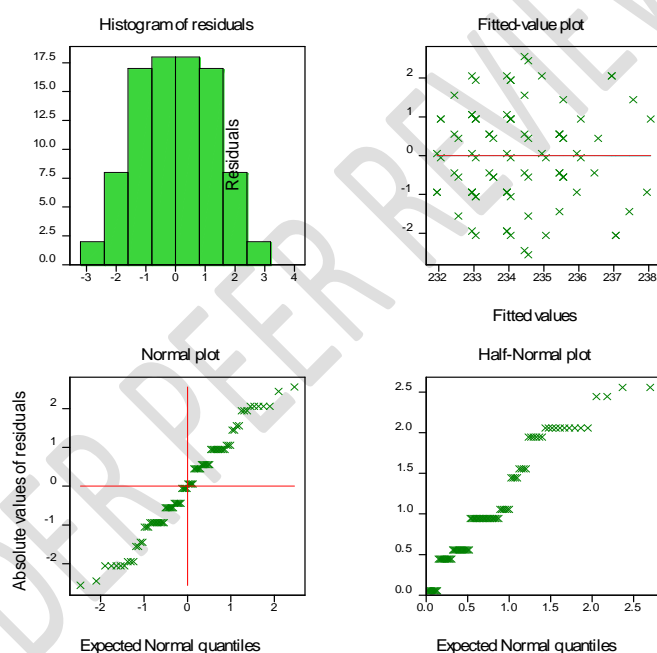 Histogram of residuals
17.5
15.0
12.5
10.0
7.5
5.0
2.5
0.0
-3 -2 -1 0 1 2 3 4
Fitted-value plot
Residuals
2
1
0
-1
-2
232 233 234 235 236 237 238
Fitted values
Normal plot
Absolute values of residuals
2
1
0
-1
-2
-2 -1 0 1 2
Expected Normal quantiles
Half-Normal plot
2.5
2.0
1.5
1.0
0.5
0.0
0.0 0.5 1.0 1.5 2.0 2.5
Expected Normal quantiles
DER PEER REVIEW